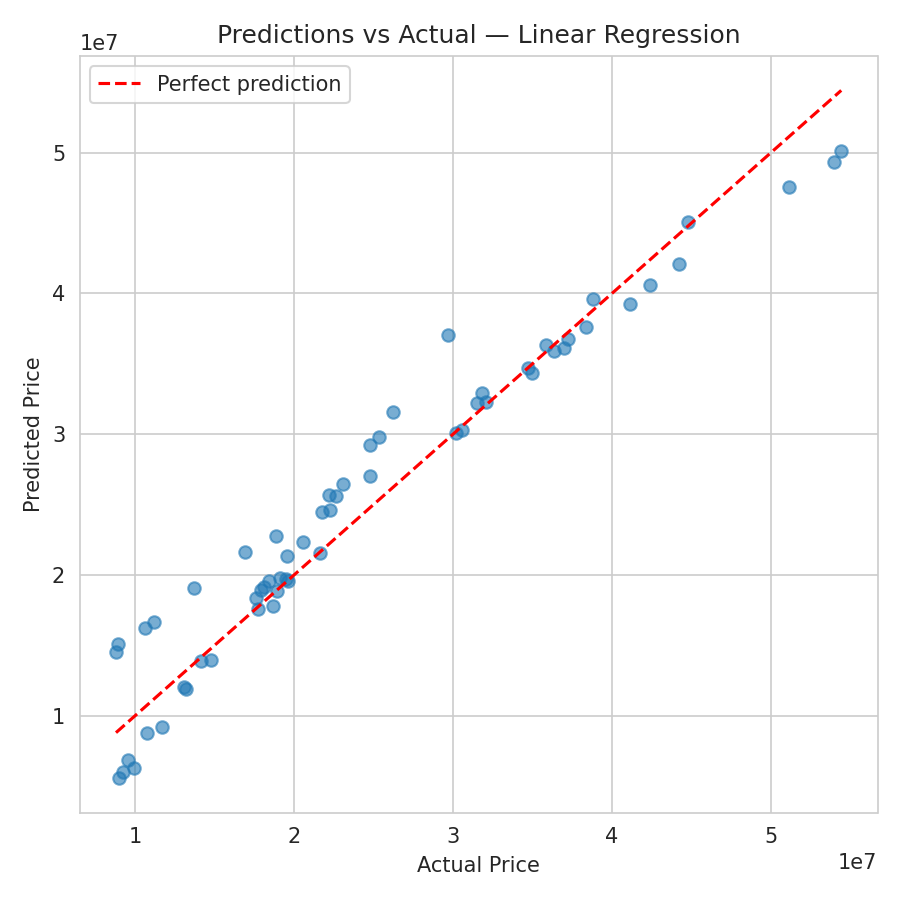 Predictions vs Actual — Linear Regression
1e7
Perfect prediction
5
4
3
2
1
Predicted Price
1 2 3 4 5
1e7
Actual Price